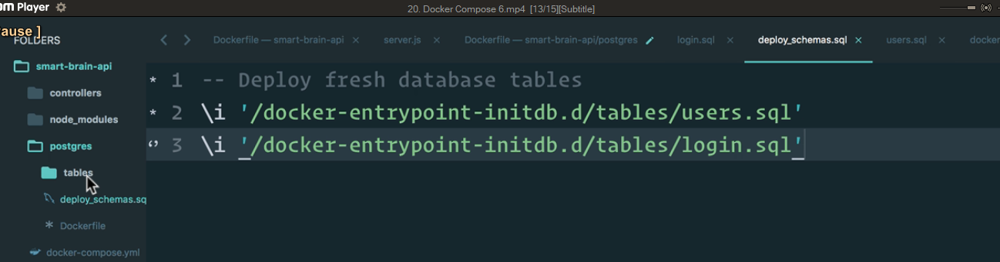 om Player 20. Docker Compose 6.mp4 [13/15][Subtitle]
ause ]
FOLDERS
Dockerfile — smart-brain-api × server.js × Dockerfile — smart-brain-api/postgres login.sql × deploy_schemas.sql × users.sql × docker
smart-brain-api
controllers
node_modules
postgres
tables
deploy_schemas.sq
* Dockerfile
docker-compose.yml
* 1 -- Deploy fresh database tables
* 2 \i '/docker-entrypoint-initdb.d/tables/users.sql'
‘’ 3 \i '/docker-entrypoint-initdb.d/tables/login.sql'